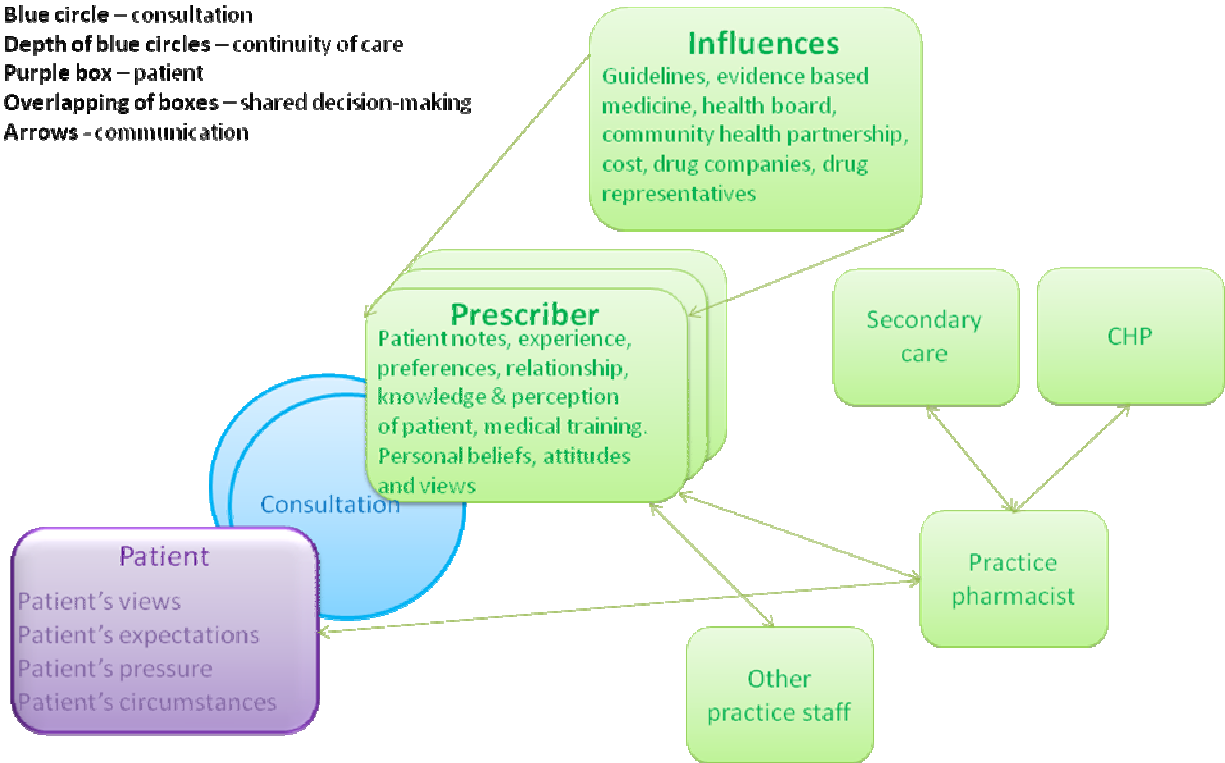 Blue circle – consultation
Depth of blue circles – continuity of care
Purple box – patient
Overlapping of boxes – shared decision-making
Arrows - communication
Influences
Guidelines, evidence based
medicine, health board,
community health partnership,
cost, drug companies, drug
representatives
Prescriber
Patient notes, experience,
preferences, relationship,
knowledge & perception
of patient, medical training.
Personal beliefs, attitudes
and views
Secondary
care
CHP
Consultation
Patient
Patient's views
Patient's expectations
Patient's pressure
Patient's circumstances
Practice
pharmacist
Other
practice staff